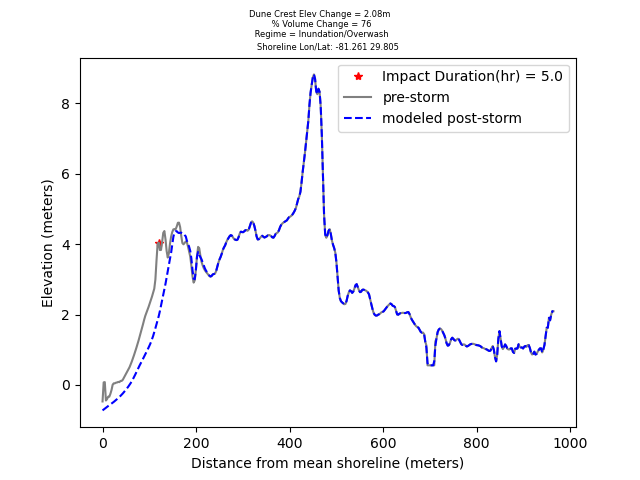 Dune Crest Elev Change = 2.08m
% Volume Change = 76
Regime = Inundation/Overwash
Shoreline Lon/Lat: -81.261 29.805
Impact Duration(hr) = 5.0
pre-storm
modeled post-storm
Elevation (meters)
8
6
4
2
0
0 200 400 600 800 1000
Distance from mean shoreline (meters)